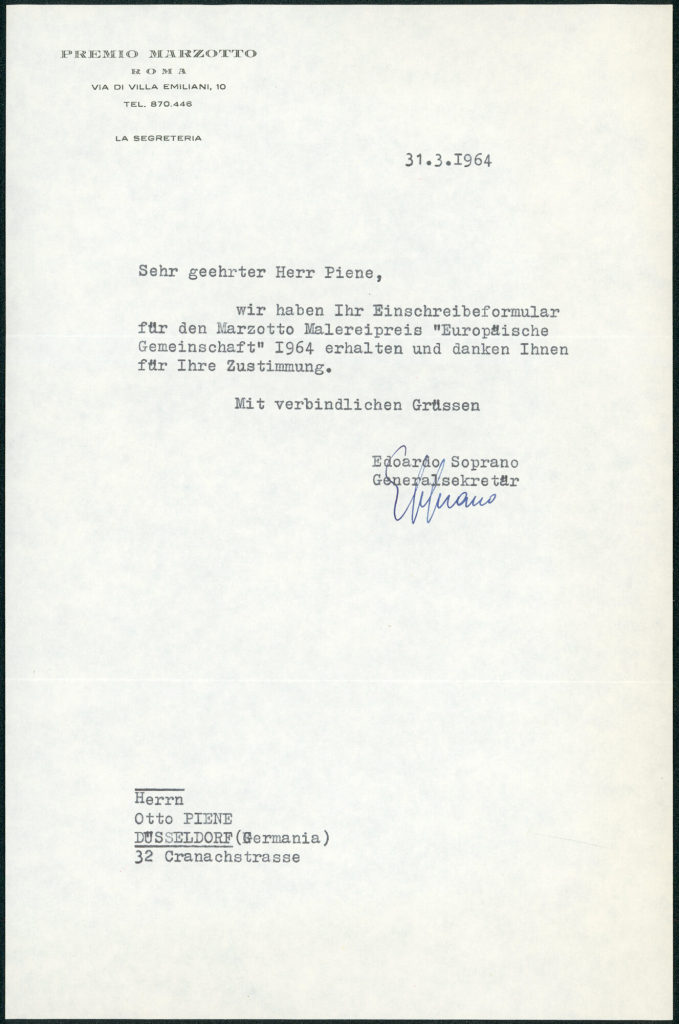 PREMIO MARZOTTO
ROMA
VIA DI VILLA EMILIANI, 10
TEL. 870.446
LA SEGRETERIA
31.3.I964
Sehr geehrter Herr Piene,
wir haben Ihr Einschreibeformular
für den Marzotto Malereipreis "Europäische
Gemeinschaft" I964 erhalten und danken Ihnen
für Ihre Zustimmung.
Mit verbindlichen Grüssen
Edoardo Soprano
Generalsekretär
Herrn
Otto PIENE
DÜSSELDORF(Germania)
32 Cranachstrasse